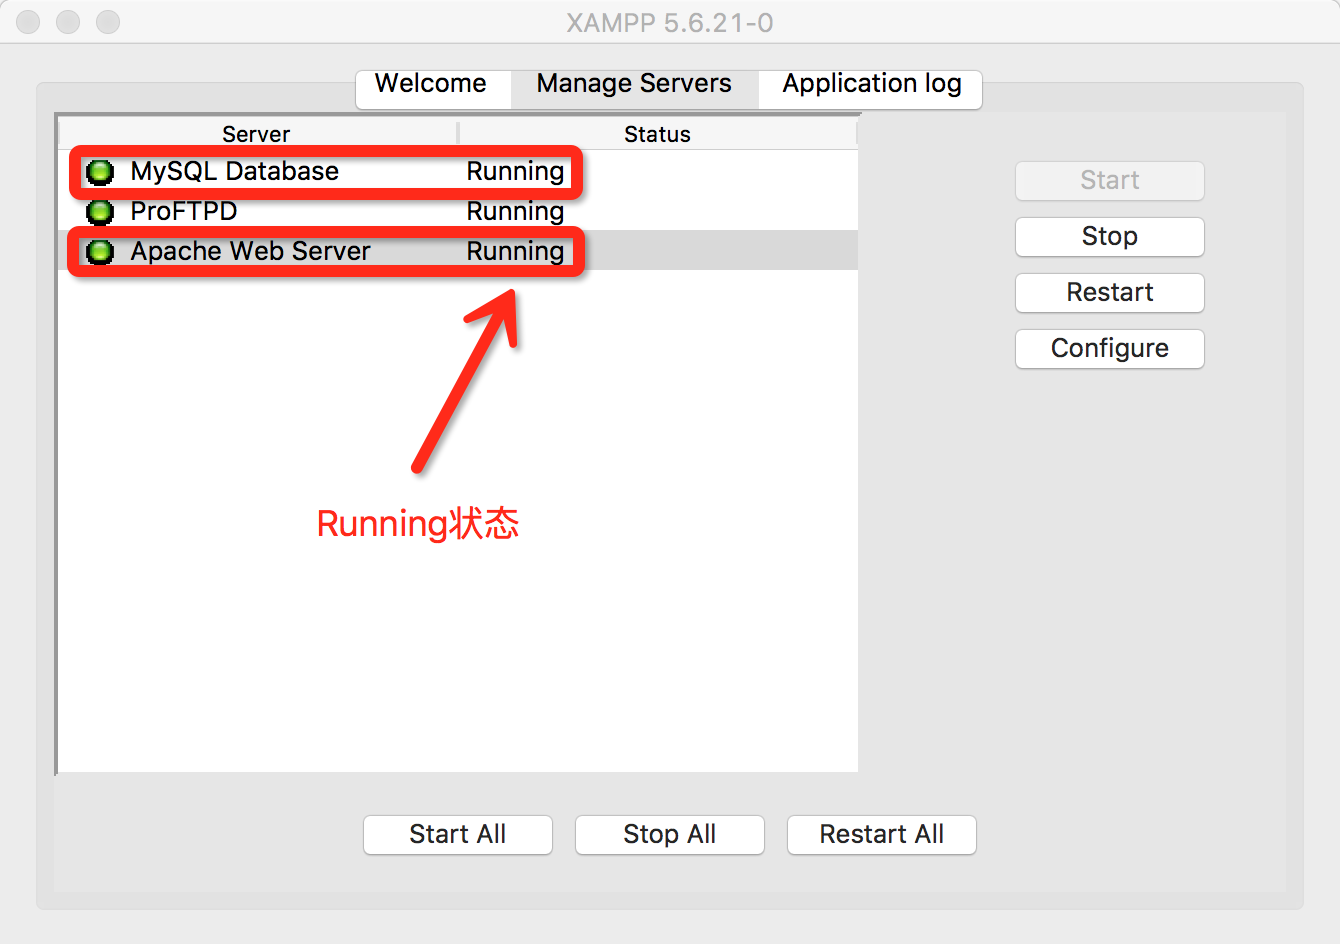 XAMPP 5.6.21-0
Welcome Manage Servers Application log
Server Status
MySQL Database Running
ProFTPD Running
Apache Web Server Running
Start
Stop
Restart
Configure
Running状态
Start All Stop All Restart All